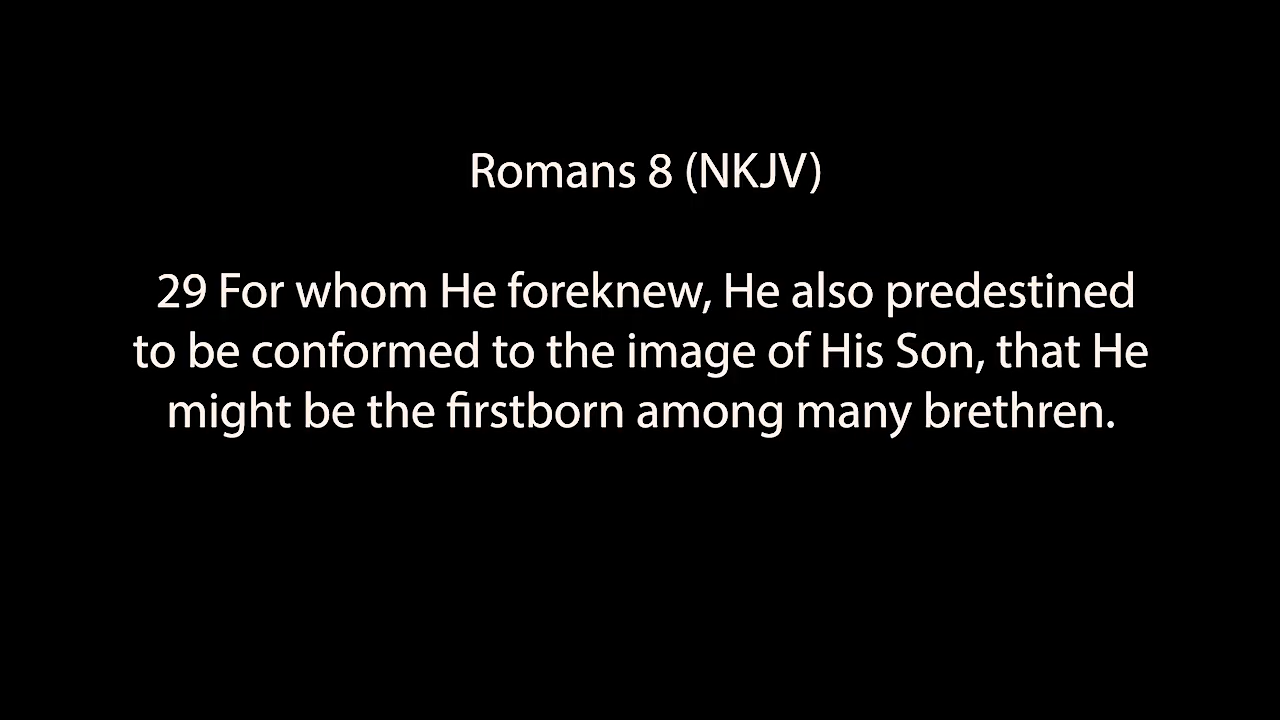 Romans 8 (NKJV)
29 For whom He foreknew, He also predestined
to be conformed to the image of His Son, that He
might be the firstborn among many brethren.